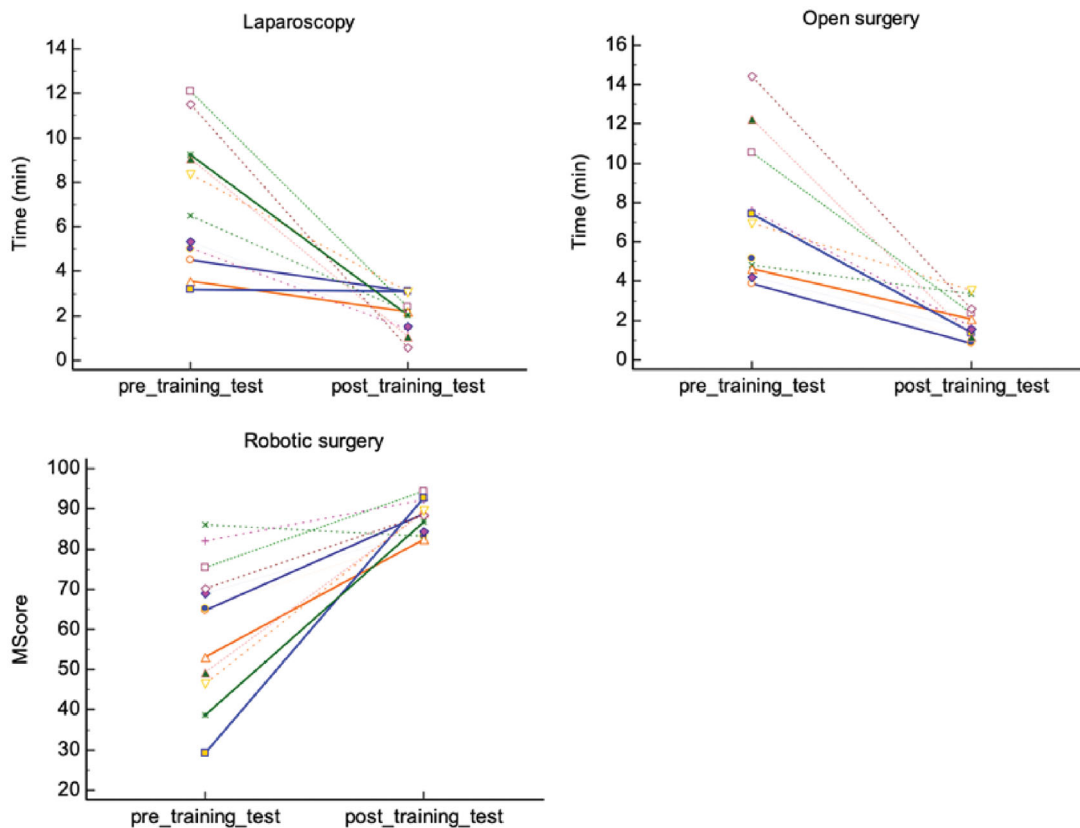 Laparoscopy
14
12
10
8
6
4
2
0
Time (min)
pre_training_test post_training_test
Open surgery
16
14
12
10
8
6
4
2
0
Time (min)
pre_training_test post_training_test
Robotic surgery
100
90
80
70
60
50
40
30
20
MScore
pre_training_test post_training_test